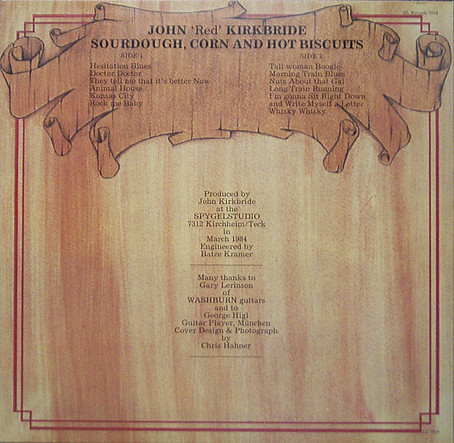 JOHN 'Red' KIRKBRIDE
SOURDOUGH, CORN AND HOT BISCUITS
SIDE 1
Hesitation Blues
Doctor Doctor
They tell me that it's better Now
Animal House
Kansas City
Rock me Baby
SIDE 2
Tall woman Boogie
Morning Train Blues
Nuts About that Gal
Long Train Running
I'm gonna Sit Right Down
and Write Myself a Letter
Whisky Whisky
Produced by
John Kirkbride
at the
SPYGELSTUDIO
7312 Kirchheim/Teck
in
March 1984
Engineered by
Batze Kramer
Many thanks to
Gary Levinson
of
WASHBURN guitars
and to
George Higl
Guitar Player, München
Cover Design & Photograph
by
Chris Hahner